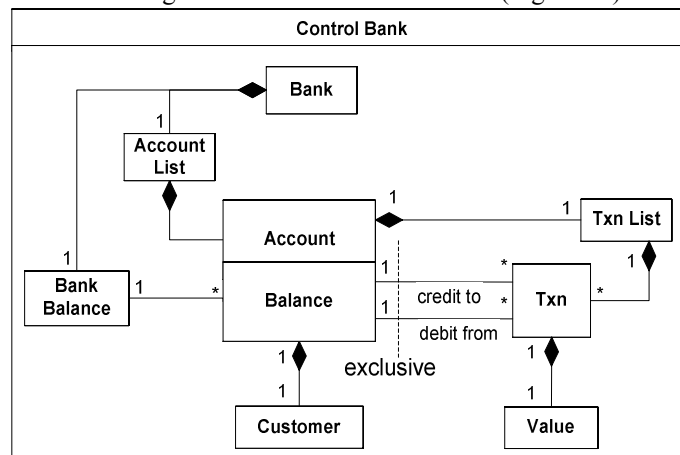 Control Bank
Bank
1
Account
List
1
1
Txn List
Account
1
1
1
*
*
Bank
Balance
1
*
Balance
credit to
Txn
1
*
debit from
exclusive
1
1
1
1
Customer
Value